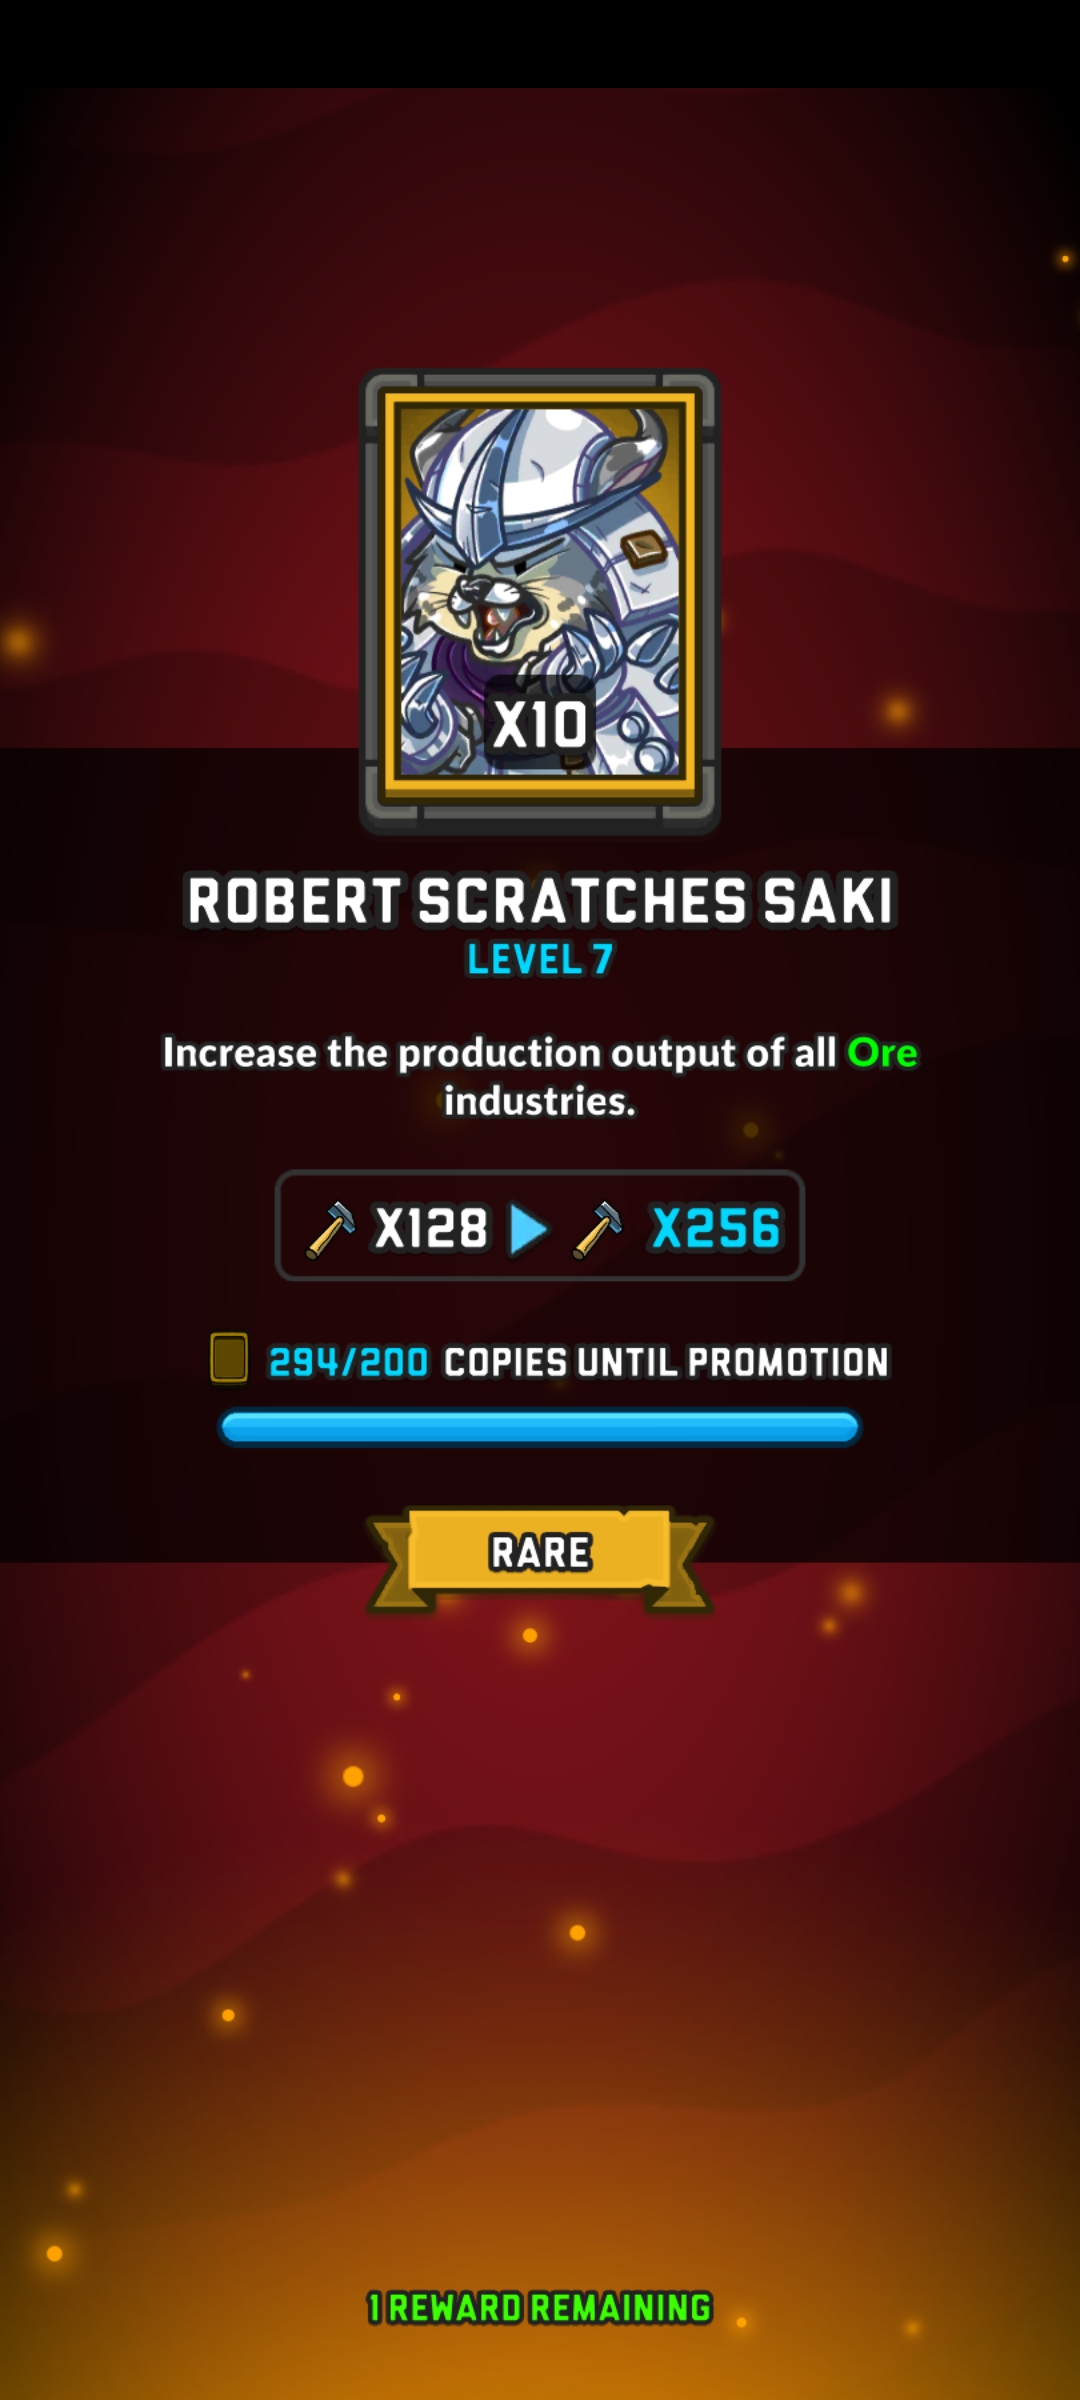 X10
ROBERT SCRATCHES SAKI
LEVEL 7
Increase the production output of all Ore
industries.
X128 X256
294/200 COPIES UNTIL PROMOTION
RARE
1 REWARD REMAINING